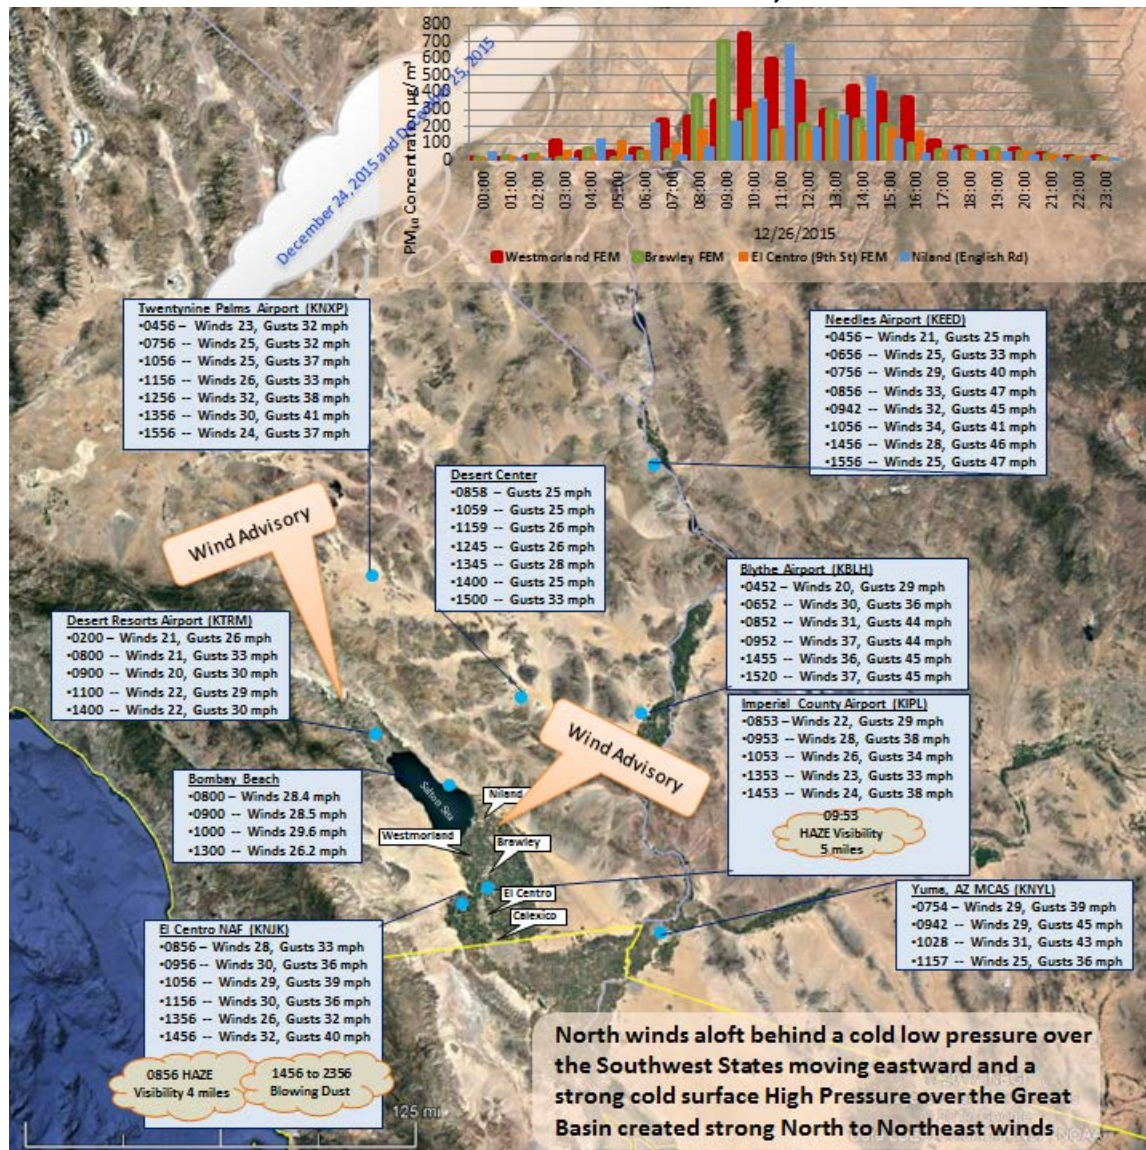 800
700
600
500
400
300
200
100
0
PM10 Concentration µg/m³
00:00
01:00
02:00
03:00
04:00
05:00
06:00
07:00
08:00
09:00
10:00
11:00
12:00
13:00
14:00
15:00
16:00
17:00
18:00
19:00
20:00
21:00
22:00
23:00
12/26/2015
Westmorland FEM
Brawley FEM
El Centro (9th St) FEM
Niland (English Rd)
December 24, 2015 and December 25, 2015
Twentynine Palms Airport (KNXP)
•0456 – Winds 23, Gusts 32 mph
•0756 -- Winds 25, Gusts 32 mph
•1056 -- Winds 25, Gusts 37 mph
•1156 -- Winds 26, Gusts 33 mph
•1256 -- Winds 32, Gusts 38 mph
•1356 -- Winds 30, Gusts 41 mph
•1556 -- Winds 24, Gusts 37 mph
Needles Airport (KEED)
•0456 – Winds 21, Gusts 25 mph
•0656 -- Winds 25, Gusts 33 mph
•0756 -- Winds 29, Gusts 40 mph
•0856 -- Winds 33, Gusts 47 mph
•0942 -- Winds 32, Gusts 45 mph
•1056 -- Winds 34, Gusts 41 mph
•1456 -- Winds 28, Gusts 46 mph
•1556 -- Winds 25, Gusts 47 mph
Desert Center
•0858 – Gusts 25 mph
•1059 -- Gusts 25 mph
•1159 -- Gusts 26 mph
•1245 -- Gusts 26 mph
•1345 -- Gusts 28 mph
•1400 -- Gusts 25 mph
•1500 -- Gusts 33 mph
Wind Advisory
Blythe Airport (KBLH)
•0452 – Winds 20, Gusts 29 mph
•0652 -- Winds 30, Gusts 36 mph
•0852 -- Winds 31, Gusts 44 mph
•0952 -- Winds 37, Gusts 44 mph
•1455 -- Winds 36, Gusts 45 mph
•1520 -- Winds 37, Gusts 45 mph
Desert Resorts Airport (KTRM)
•0200 – Winds 21, Gusts 26 mph
•0800 -- Winds 21, Gusts 33 mph
•0900 -- Winds 20, Gusts 30 mph
•1100 -- Winds 22, Gusts 29 mph
•1400 -- Winds 22, Gusts 30 mph
Wind Advisory
Imperial County Airport (KIPL)
•0853 – Winds 22, Gusts 29 mph
•0953 -- Winds 28, Gusts 38 mph
•1053 -- Winds 26, Gusts 34 mph
•1353 -- Winds 23, Gusts 33 mph
•1453 -- Winds 24, Gusts 38 mph
09:53
HAZE Visibility
5 miles
Bombay Beach
•0800 – Winds 28.4 mph
•0900 -- Winds 28.5 mph
•1000 -- Winds 29.6 mph
•1300 -- Winds 26.2 mph
Salton Sea
Niland
Westmorland
Brawley
El Centro
Calexico
Yuma, AZ MCAS (KNYL)
•0754 -- Winds 29, Gusts 39 mph
•0942 -- Winds 29, Gusts 45 mph
•1028 -- Winds 31, Gusts 43 mph
•1157 -- Winds 25, Gusts 36 mph
El Centro NAF (KNJK)
•0856 – Winds 28, Gusts 33 mph
•0956 -- Winds 30, Gusts 36 mph
•1056 -- Winds 29, Gusts 39 mph
•1156 -- Winds 30, Gusts 36 mph
•1356 -- Winds 26, Gusts 32 mph
•1456 -- Winds 32, Gusts 40 mph
0856 HAZE
Visibility 4 miles
1456 to 2356
Blowing Dust
125 mi
North winds aloft behind a cold low pressure over
the Southwest States moving eastward and a
strong cold surface High Pressure over the Great
Basin created strong North to Northeast winds